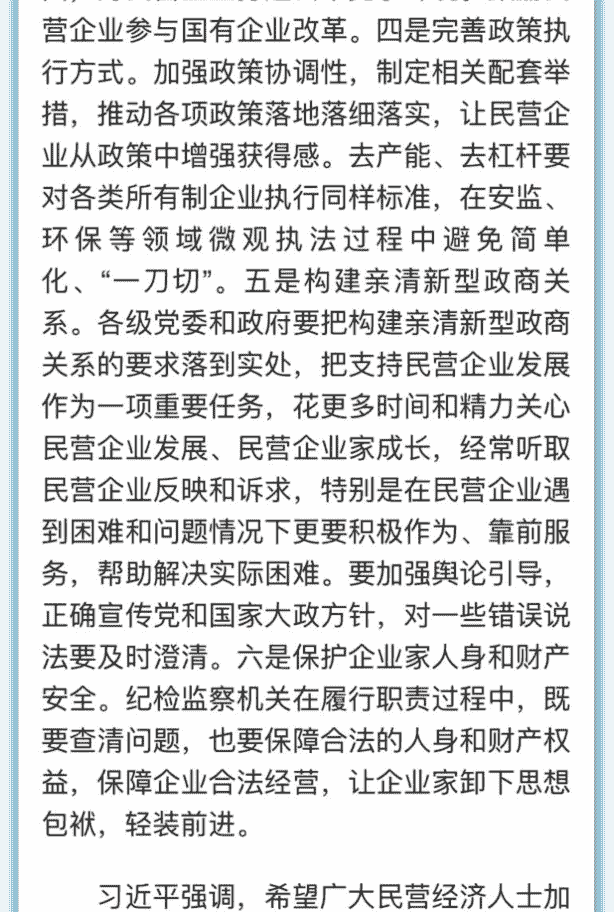 营企业参与国有企业改革。四是完善政策执
行方式。加强政策协调性，制定相关配套举
措，推动各项政策落地落细落实，让民营企
业从政策中增强获得感。去产能、去杠杆要
对各类所有制企业执行同样标准，在安监、
环保等领域微观执法过程中避免简单
化、“一刀切”。五是构建亲清新型政商关
系。各级党委和政府要把构建亲清新型政商
关系的要求落到实处，把支持民营企业发展
作为一项重要任务，花更多时间和精力关心
民营企业发展、民营企业家成长，经常听取
民营企业反映和诉求，特别是在民营企业遇
到困难和问题情况下更要积极作为、靠前服
务，帮助解决实际困难。要加强舆论引导，
正确宣传党和国家大政方针，对一些错误说
法要及时澄清。六是保护企业家人身和财产
安全。纪检监察机关在履行职责过程中，既
要查清问题，也要保障合法的人身和财产权
益，保障企业合法经营，让企业家卸下思想
包袱，轻装前进。
习近平强调，希望广大民营经济人士加